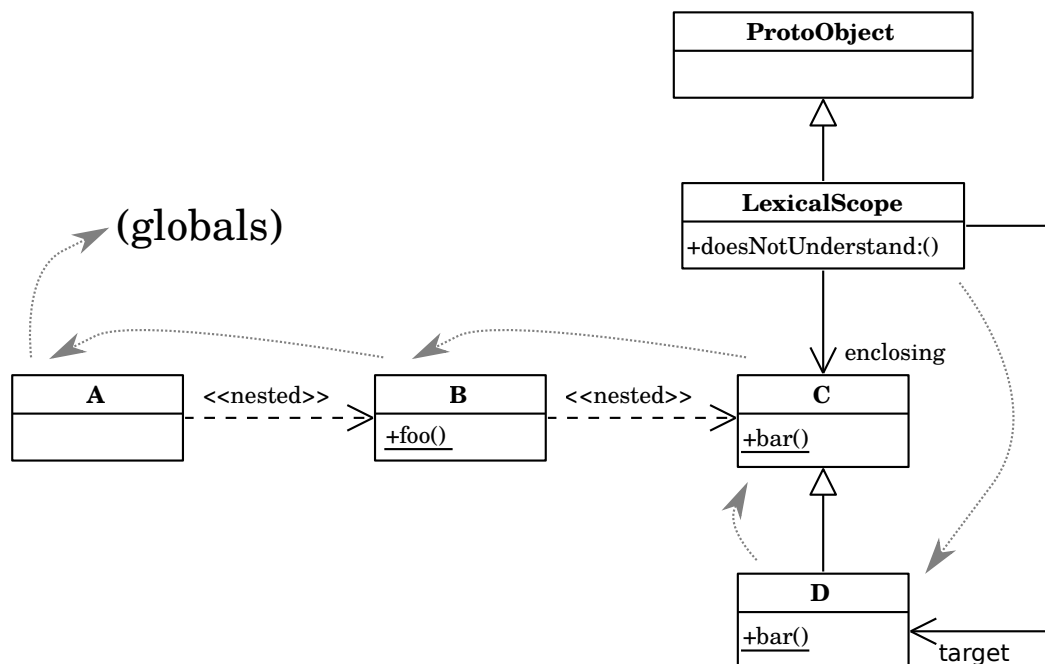 ProtoObject
LexicalScope
+doesNotUnderstand:()
(globals)
enclosing
A
<<nested>>
B
+foo()
<<nested>>
C
+bar()
D
+bar()
target